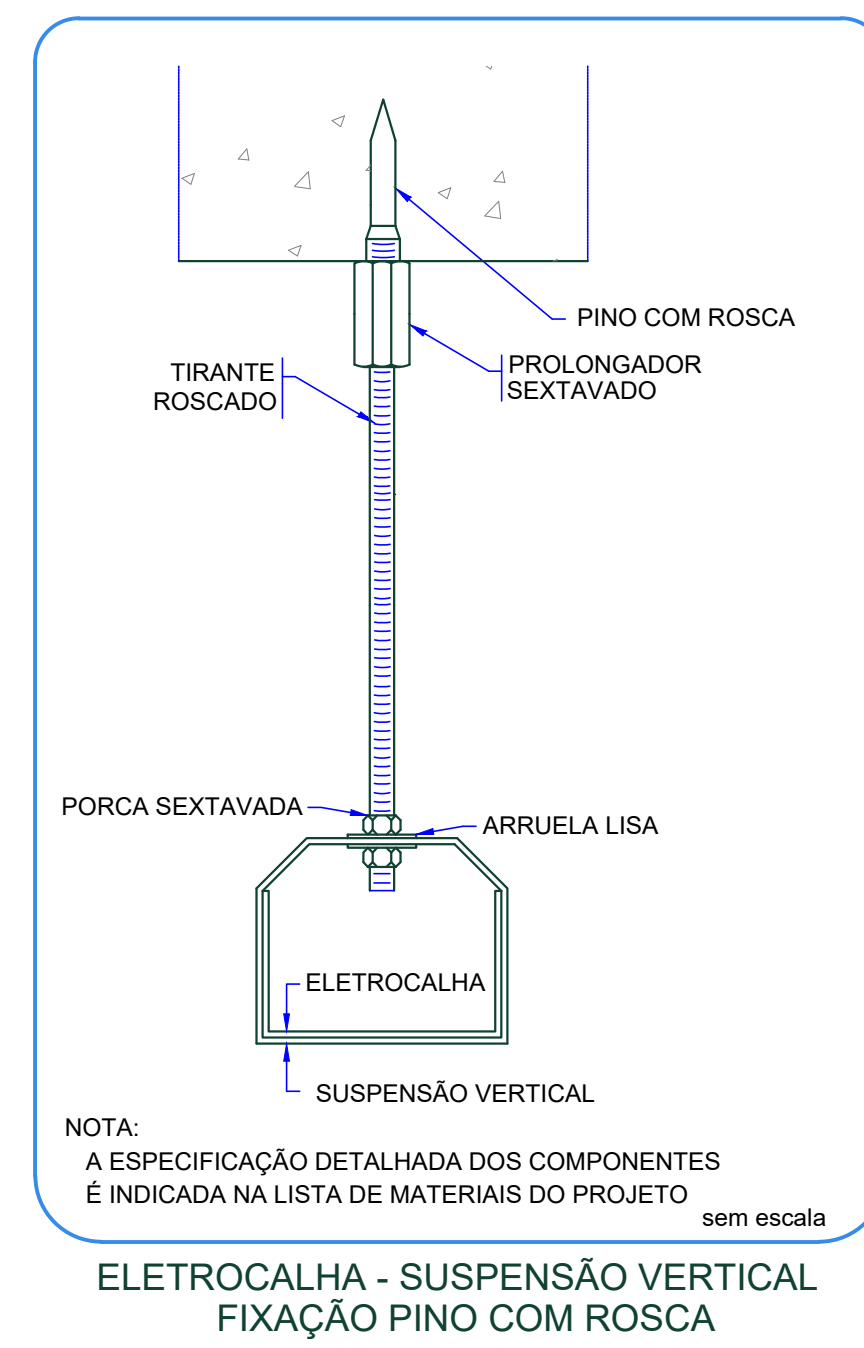 PINO COM ROSCA
PROLONGADOR
SEXTAVADO
TIRANTE
ROSCADO
PORCA SEXTAVADA
ARRUELA LISA
ELETROCALHA
SUSPENSÃO VERTICAL
NOTA:
A ESPECIFICAÇÃO DETALHADA DOS COMPONENTES
É INDICADA NA LISTA DE MATERIAIS DO PROJETO
sem escala
ELETROCALHA - SUSPENSÃO VERTICAL
FIXAÇÃO PINO COM ROSCA